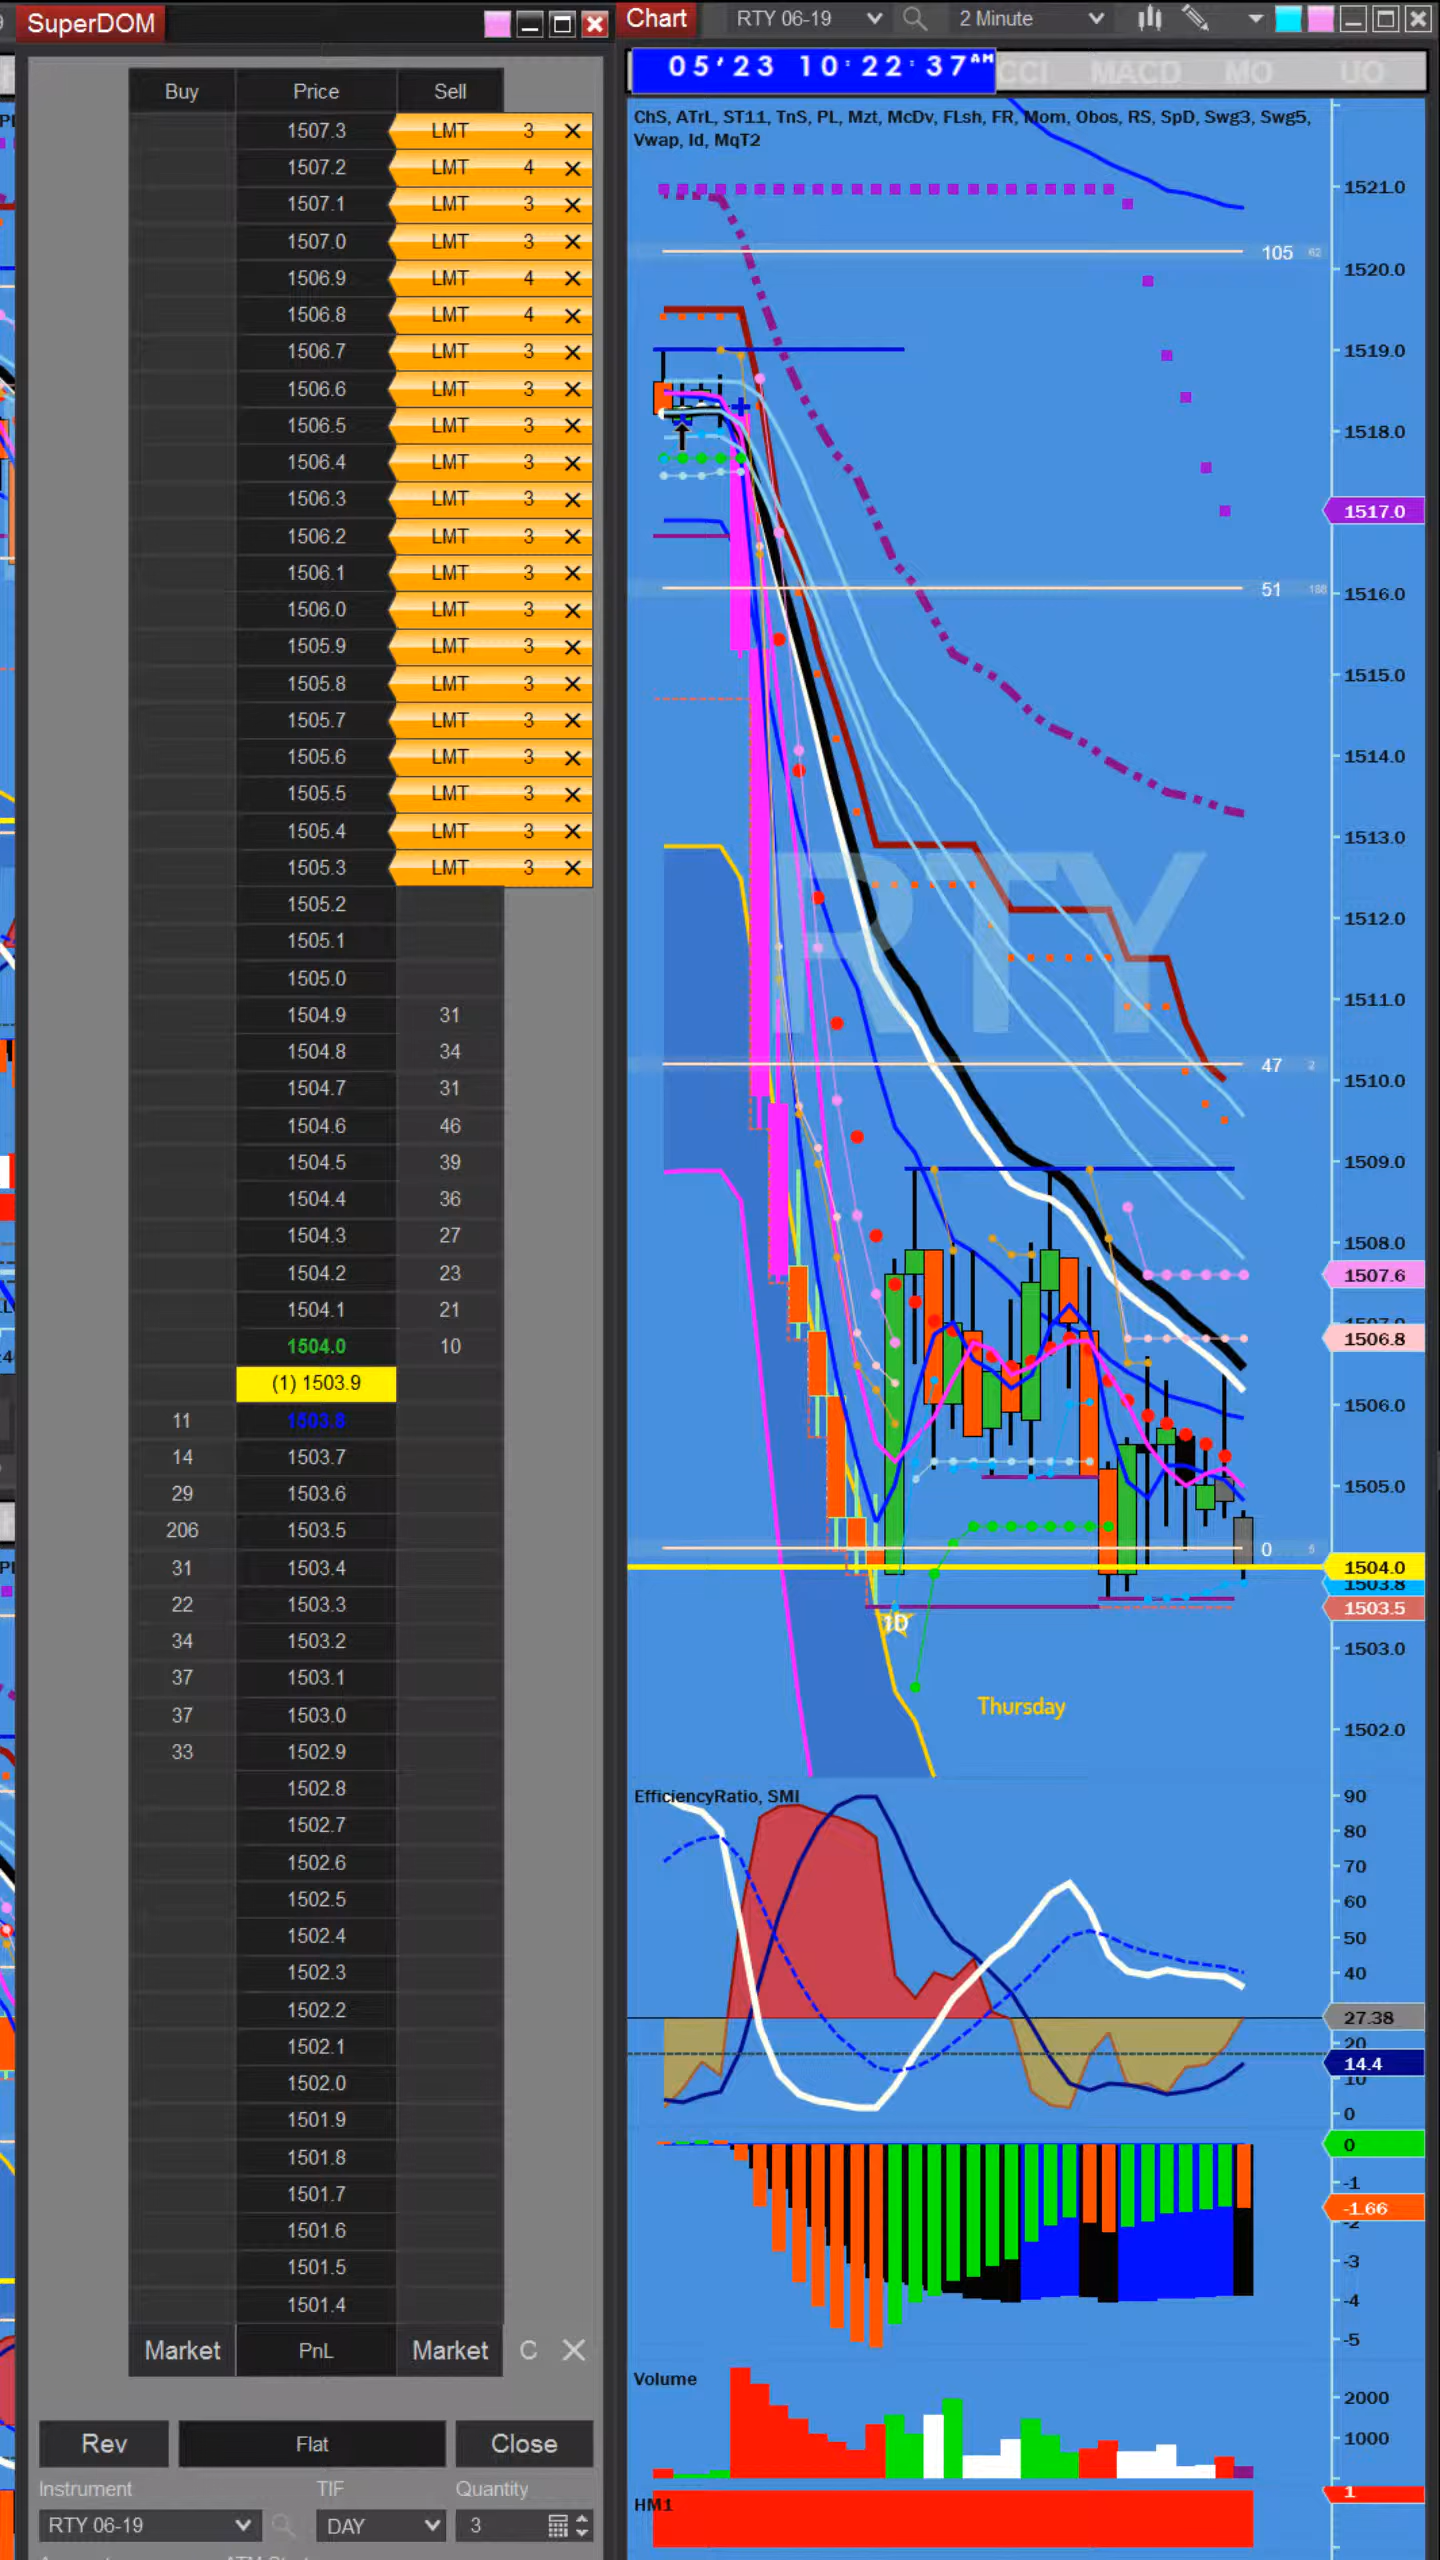 SuperDOM
Buy Price Sell
1507.3 LMT 3 ✕
1507.2 LMT 4 ✕
1507.1 LMT 3 ✕
1507.0 LMT 3 ✕
1506.9 LMT 4 ✕
1506.8 LMT 4 ✕
1506.7 LMT 3 ✕
1506.6 LMT 3 ✕
1506.5 LMT 3 ✕
1506.4 LMT 3 ✕
1506.3 LMT 3 ✕
1506.2 LMT 3 ✕
1506.1 LMT 3 ✕
1506.0 LMT 3 ✕
1505.9 LMT 3 ✕
1505.8 LMT 3 ✕
1505.7 LMT 3 ✕
1505.6 LMT 3 ✕
1505.5 LMT 3 ✕
1505.4 LMT 3 ✕
1505.3 LMT 3 ✕
1505.2
1505.1
1505.0
1504.9 31
1504.8 34
1504.7 31
1504.6 46
1504.5 39
1504.4 36
1504.3 27
1504.2 23
1504.1 21
1504.0 10
(1) 1503.9
11 1503.8
14 1503.7
29 1503.6
206 1503.5
31 1503.4
22 1503.3
34 1503.2
37 1503.1
37 1503.0
33 1502.9
1502.8
1502.7
1502.6
1502.5
1502.4
1502.3
1502.2
1502.1
1502.0
1501.9
1501.8
1501.7
1501.6
1501.5
1501.4
Market PnL Market C ✕
Rev Flat Close
Instrument TIF Quantity
RTY 06-19 DAY 3
Chart RTY 06-19 2 Minute
05'23 10:22:37AM CCI MACD MO UO
ChS, ATrL, ST11, TnS, PL, Mzt, McDv, FLsh, FR, Mom, Obos, RS, SpD, Swg3, Swg5,
Vwap, Id, MqT2
1521.0
105 62
1520.0
1519.0
1518.0
1517.0
51 188
1516.0
1515.0
1514.0
1513.0
RTY
1512.0
1511.0
47 2
1510.0
1509.0
1508.0
1507.6
1506.8
1506.0
1505.0
0
1504.0
1503.8
1503.5
1D
1503.0
Thursday
1502.0
EfficiencyRatio, SMI
90
80
70
60
50
40
27.38
20
14.4
10
0
0
-1
-1.66
-2
-3
-4
-5
Volume
2000
1000
HM1
1